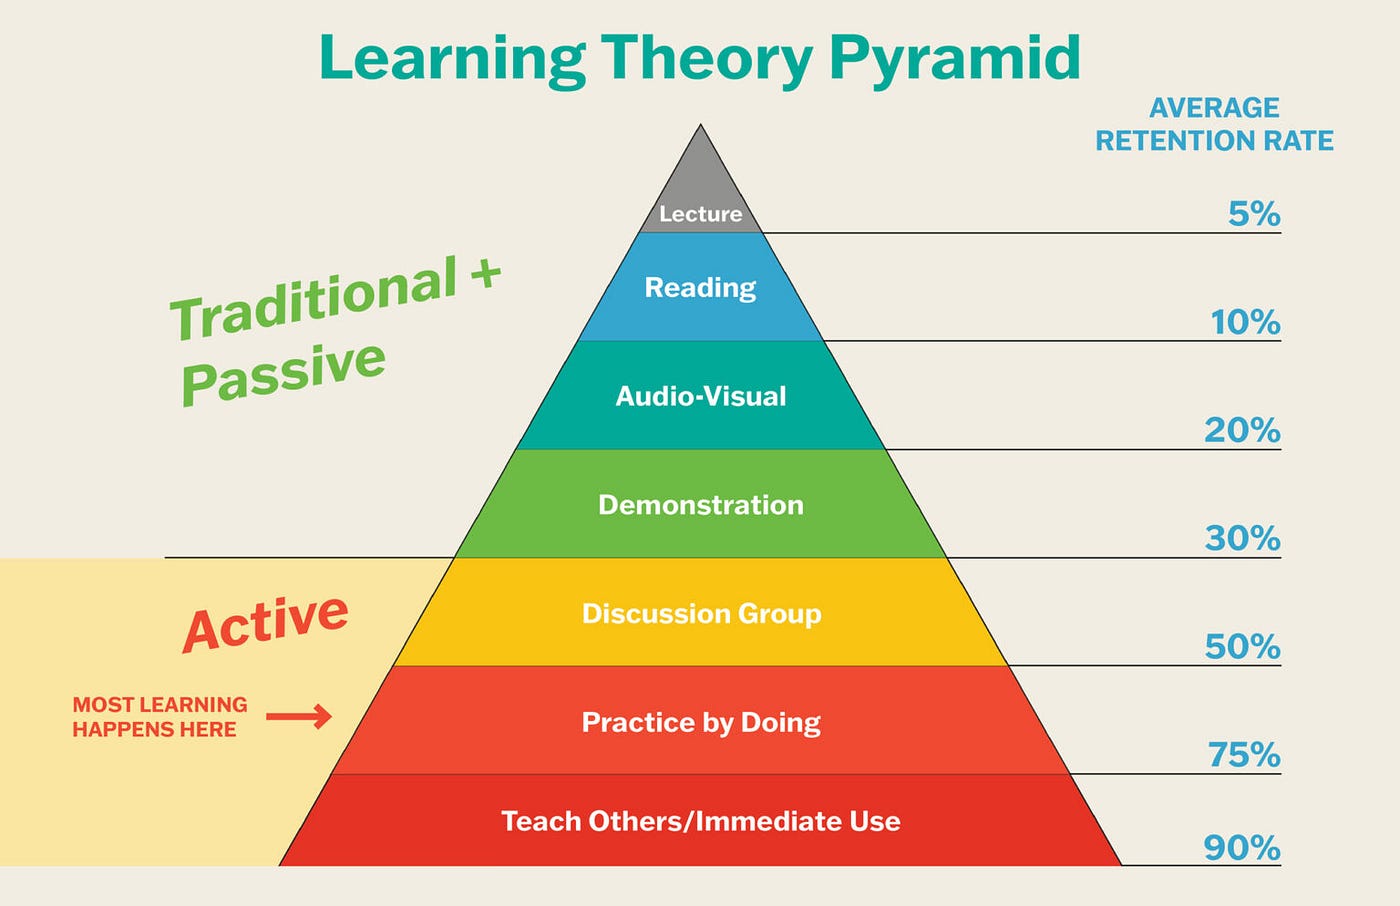 Learning Theory Pyramid
AVERAGE
RETENTION RATE
Lecture
5%
Traditional +
Passive
Reading
10%
Audio-Visual
20%
Demonstration
30%
Active
Discussion Group
50%
MOST LEARNING
HAPPENS HERE
Practice by Doing
75%
Teach Others/Immediate Use
90%